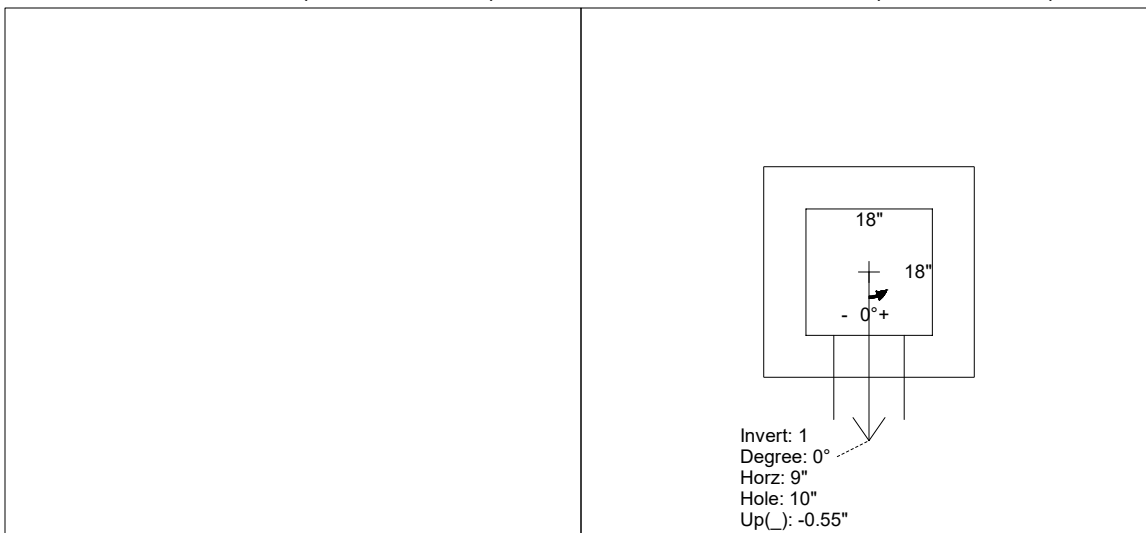 18"
18"
- 0°+
Invert: 1
Degree: 0°
Horz: 9"
Hole: 10"
Up(_): -0.55"